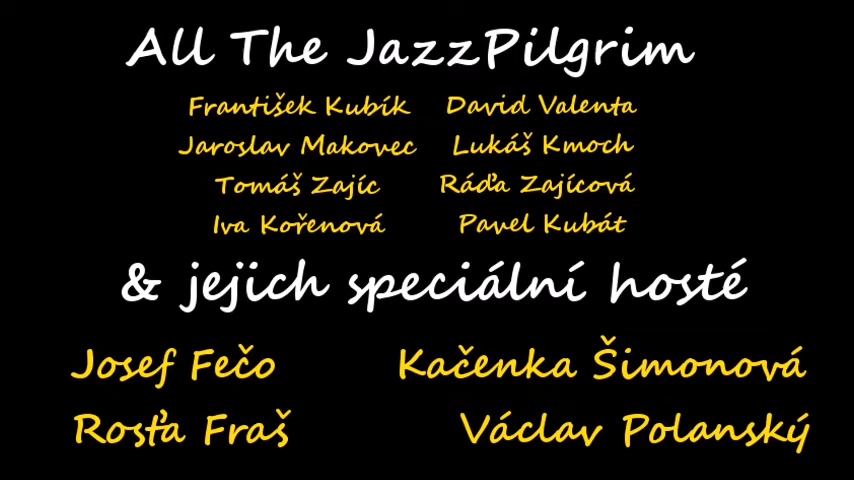 All The JazzPilgrim
František Kubík David Valenta
Jaroslav Makovec Lukáš Kmoch
Tomáš Zajíc Ráďa Zajícová
Iva Kořenová Pavel Kubát
& jejich speciální hosté
Josef Fečo Kačenka Šimonová
Rosťa Fraš Václav Polanský